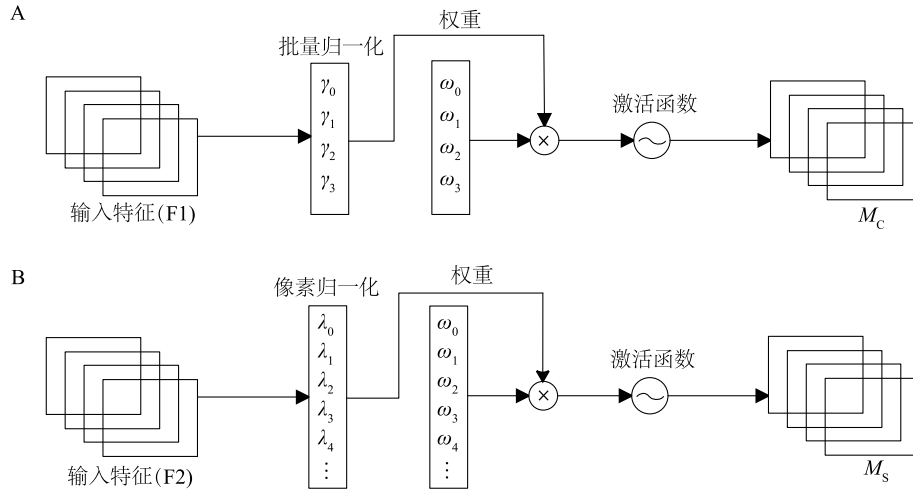 A
权重
批量归一化
γ0
γ1
γ2
γ3
ω0
ω1
ω2
ω3
×
激活函数
输入特征(F1)
MC
B
权重
像素归一化
λ0
λ1
λ2
λ3
λ4
⋮
ω0
ω1
ω2
ω3
ω4
⋮
×
激活函数
输入特征(F2)
MS